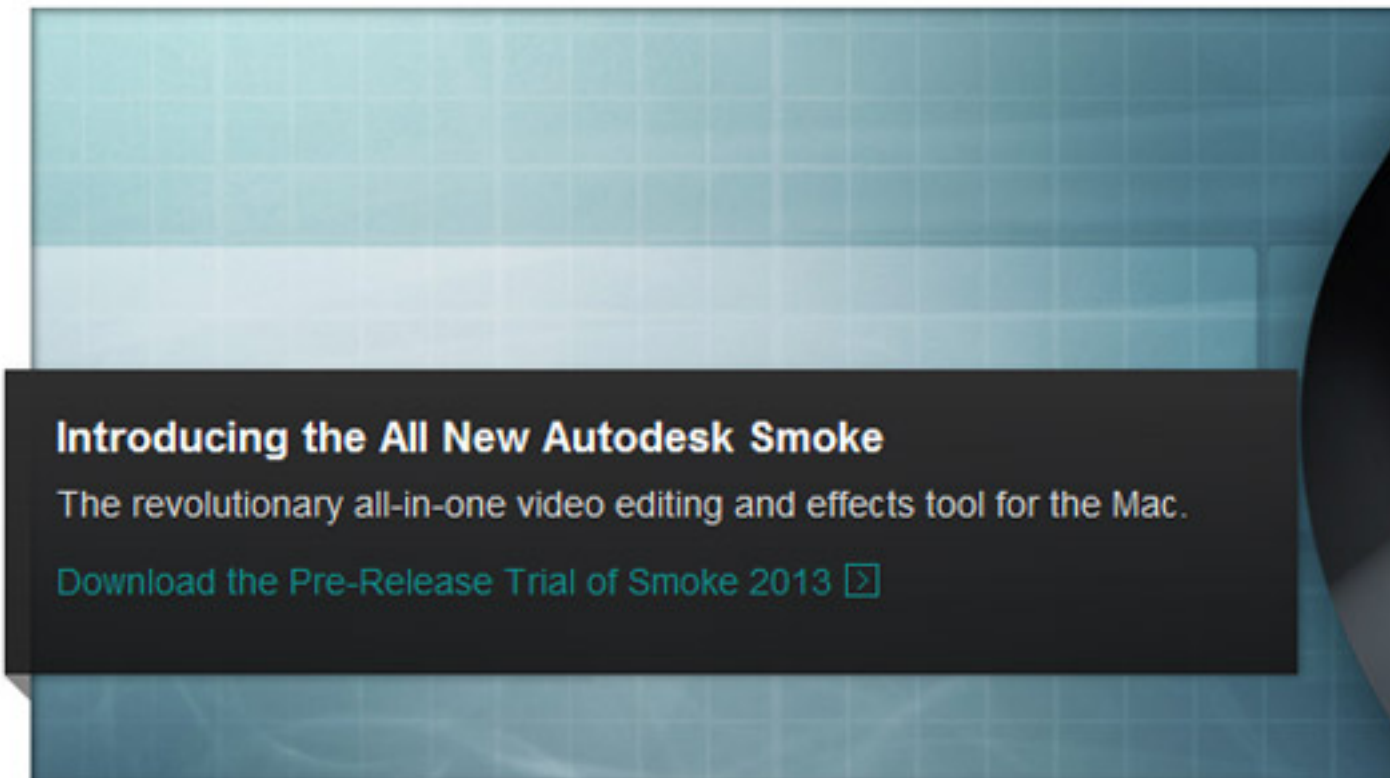 Introducing the All New Autodesk Smoke
The revolutionary all-in-one video editing and effects tool for the Mac.
Download the Pre-Release Trial of Smoke 2013